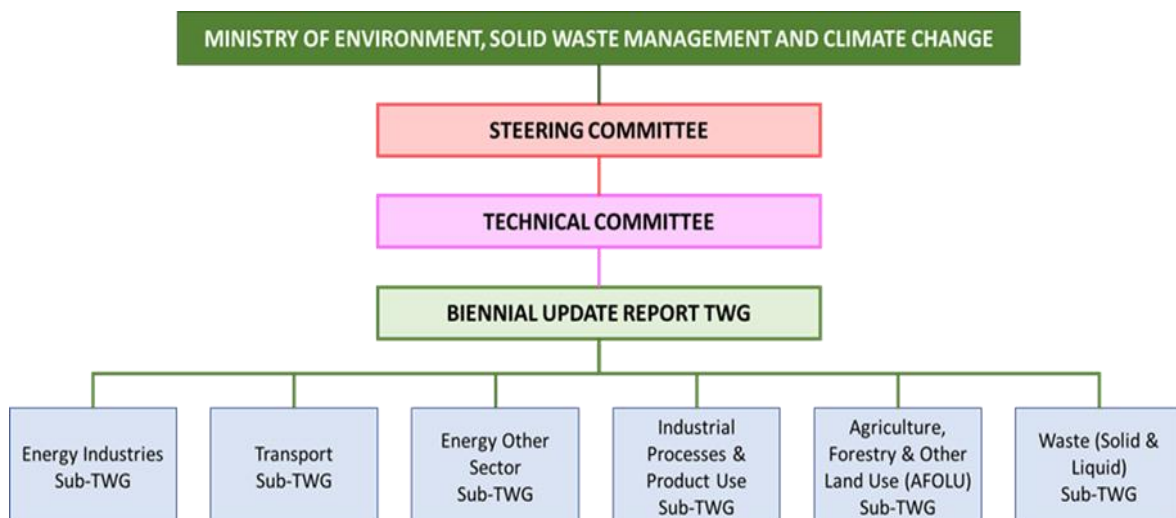 MINISTRY OF ENVIRONMENT, SOLID WASTE MANAGEMENT AND CLIMATE CHANGE
STEERING COMMITTEE
TECHNICAL COMMITTEE
BIENNIAL UPDATE REPORT TWG
Energy Industries
Sub-TWG
Transport
Sub-TWG
Energy Other
Sector
Sub-TWG
Industrial
Processes &
Product Use
Sub-TWG
Agriculture,
Forestry & Other
Land Use (AFOLU)
Sub-TWG
Waste (Solid &
Liquid)
Sub-TWG